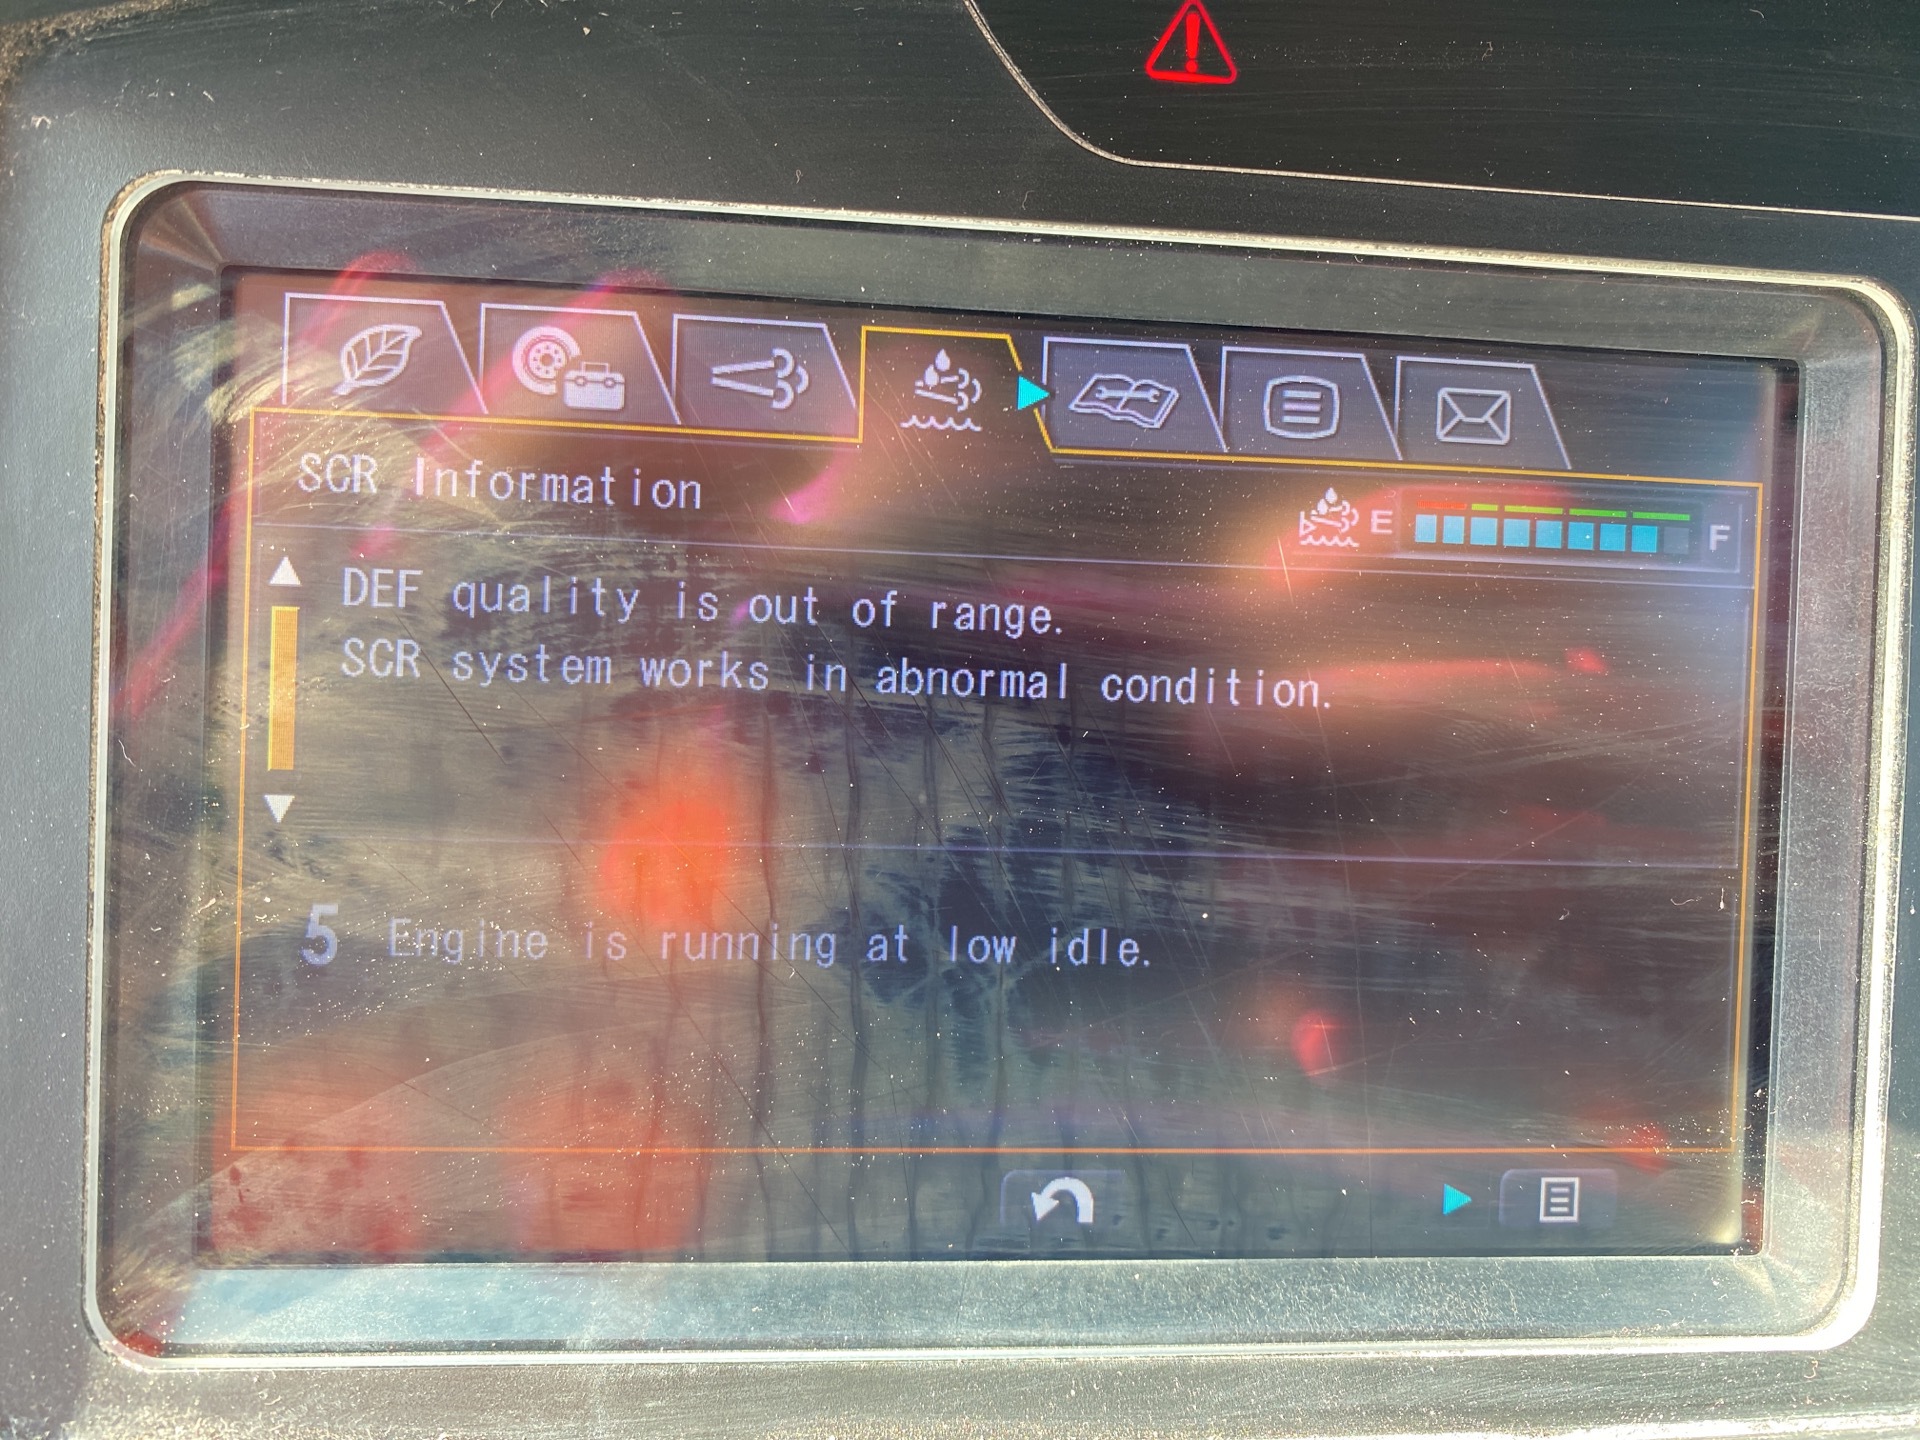 SCR Information
E F
DEF quality is out of range.
SCR system works in abnormal condition.
5 Engine is running at low idle.